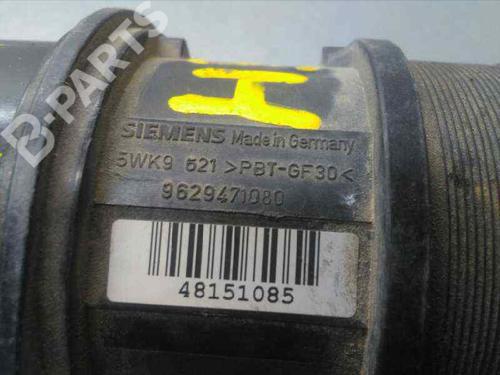 B-PARTS
H
SIEMENS Made in Germany
5WK9 621 >PBT-GF30<
9629471080
48151085